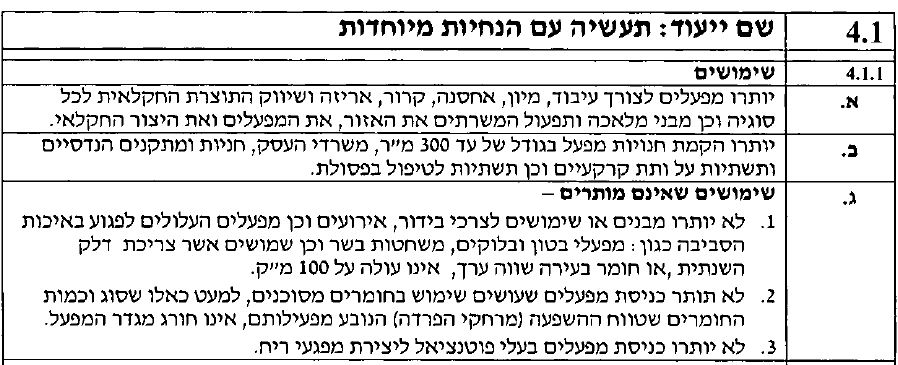 4.1 שם ייעוד: תעשיה עם הנחיות מיוחדות
4.1.1 שימושים
א. יותרו מפעלים לצורך עיבוד, מיון, אחסנה, קרור, אריזה ושיווק התוצרת החקלאית לכל
סוגיה וכן מבני מלאכה ותפעול המשרתים את האזור, את המפעלים ואת היצור החקלאי.
ב. יותרו הקמת חנויות מפעל בגודל של עד 300 מ״ר, משרדי העסק, חניות ומתקנים הנדסיים
ותשתיות על ותת קרקעיים וכן תשתיות לטיפול בפסולת.
ג. שימושים שאינם מותרים –
1. לא יותרו מבנים או שימושים לצרכי בידור, אירועים וכן מפעלים העלולים לפגוע באיכות
הסביבה כגון: מפעלי בטון ובלוקים, משחטות בשר וכן שמושים אשר צריכת דלק
השנתית ,או חומר בעירה שווה ערך, אינו עולה על 100 מ״ק.
2. לא תותר כניסת מפעלים שעושים שימוש בחומרים מסוכנים, למעט כאלו שסוג וכמות
החומרים שטווח ההשפעה (מרחקי הפרדה) הנובע מפעילותם, אינו חורג מגדר המפעל.
3. לא יותרו כניסת מפעלים בעלי פוטנציאל ליצירת מפגעי ריח.